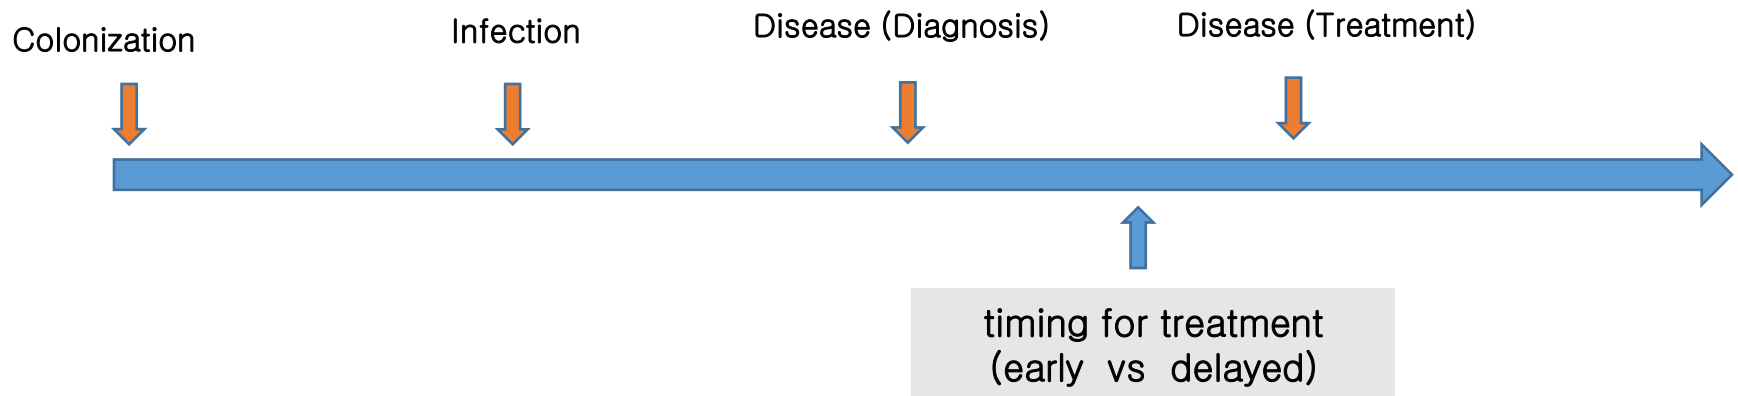 Colonization
Infection
Disease (Diagnosis)
Disease (Treatment)
timing for treatment
(early vs delayed)